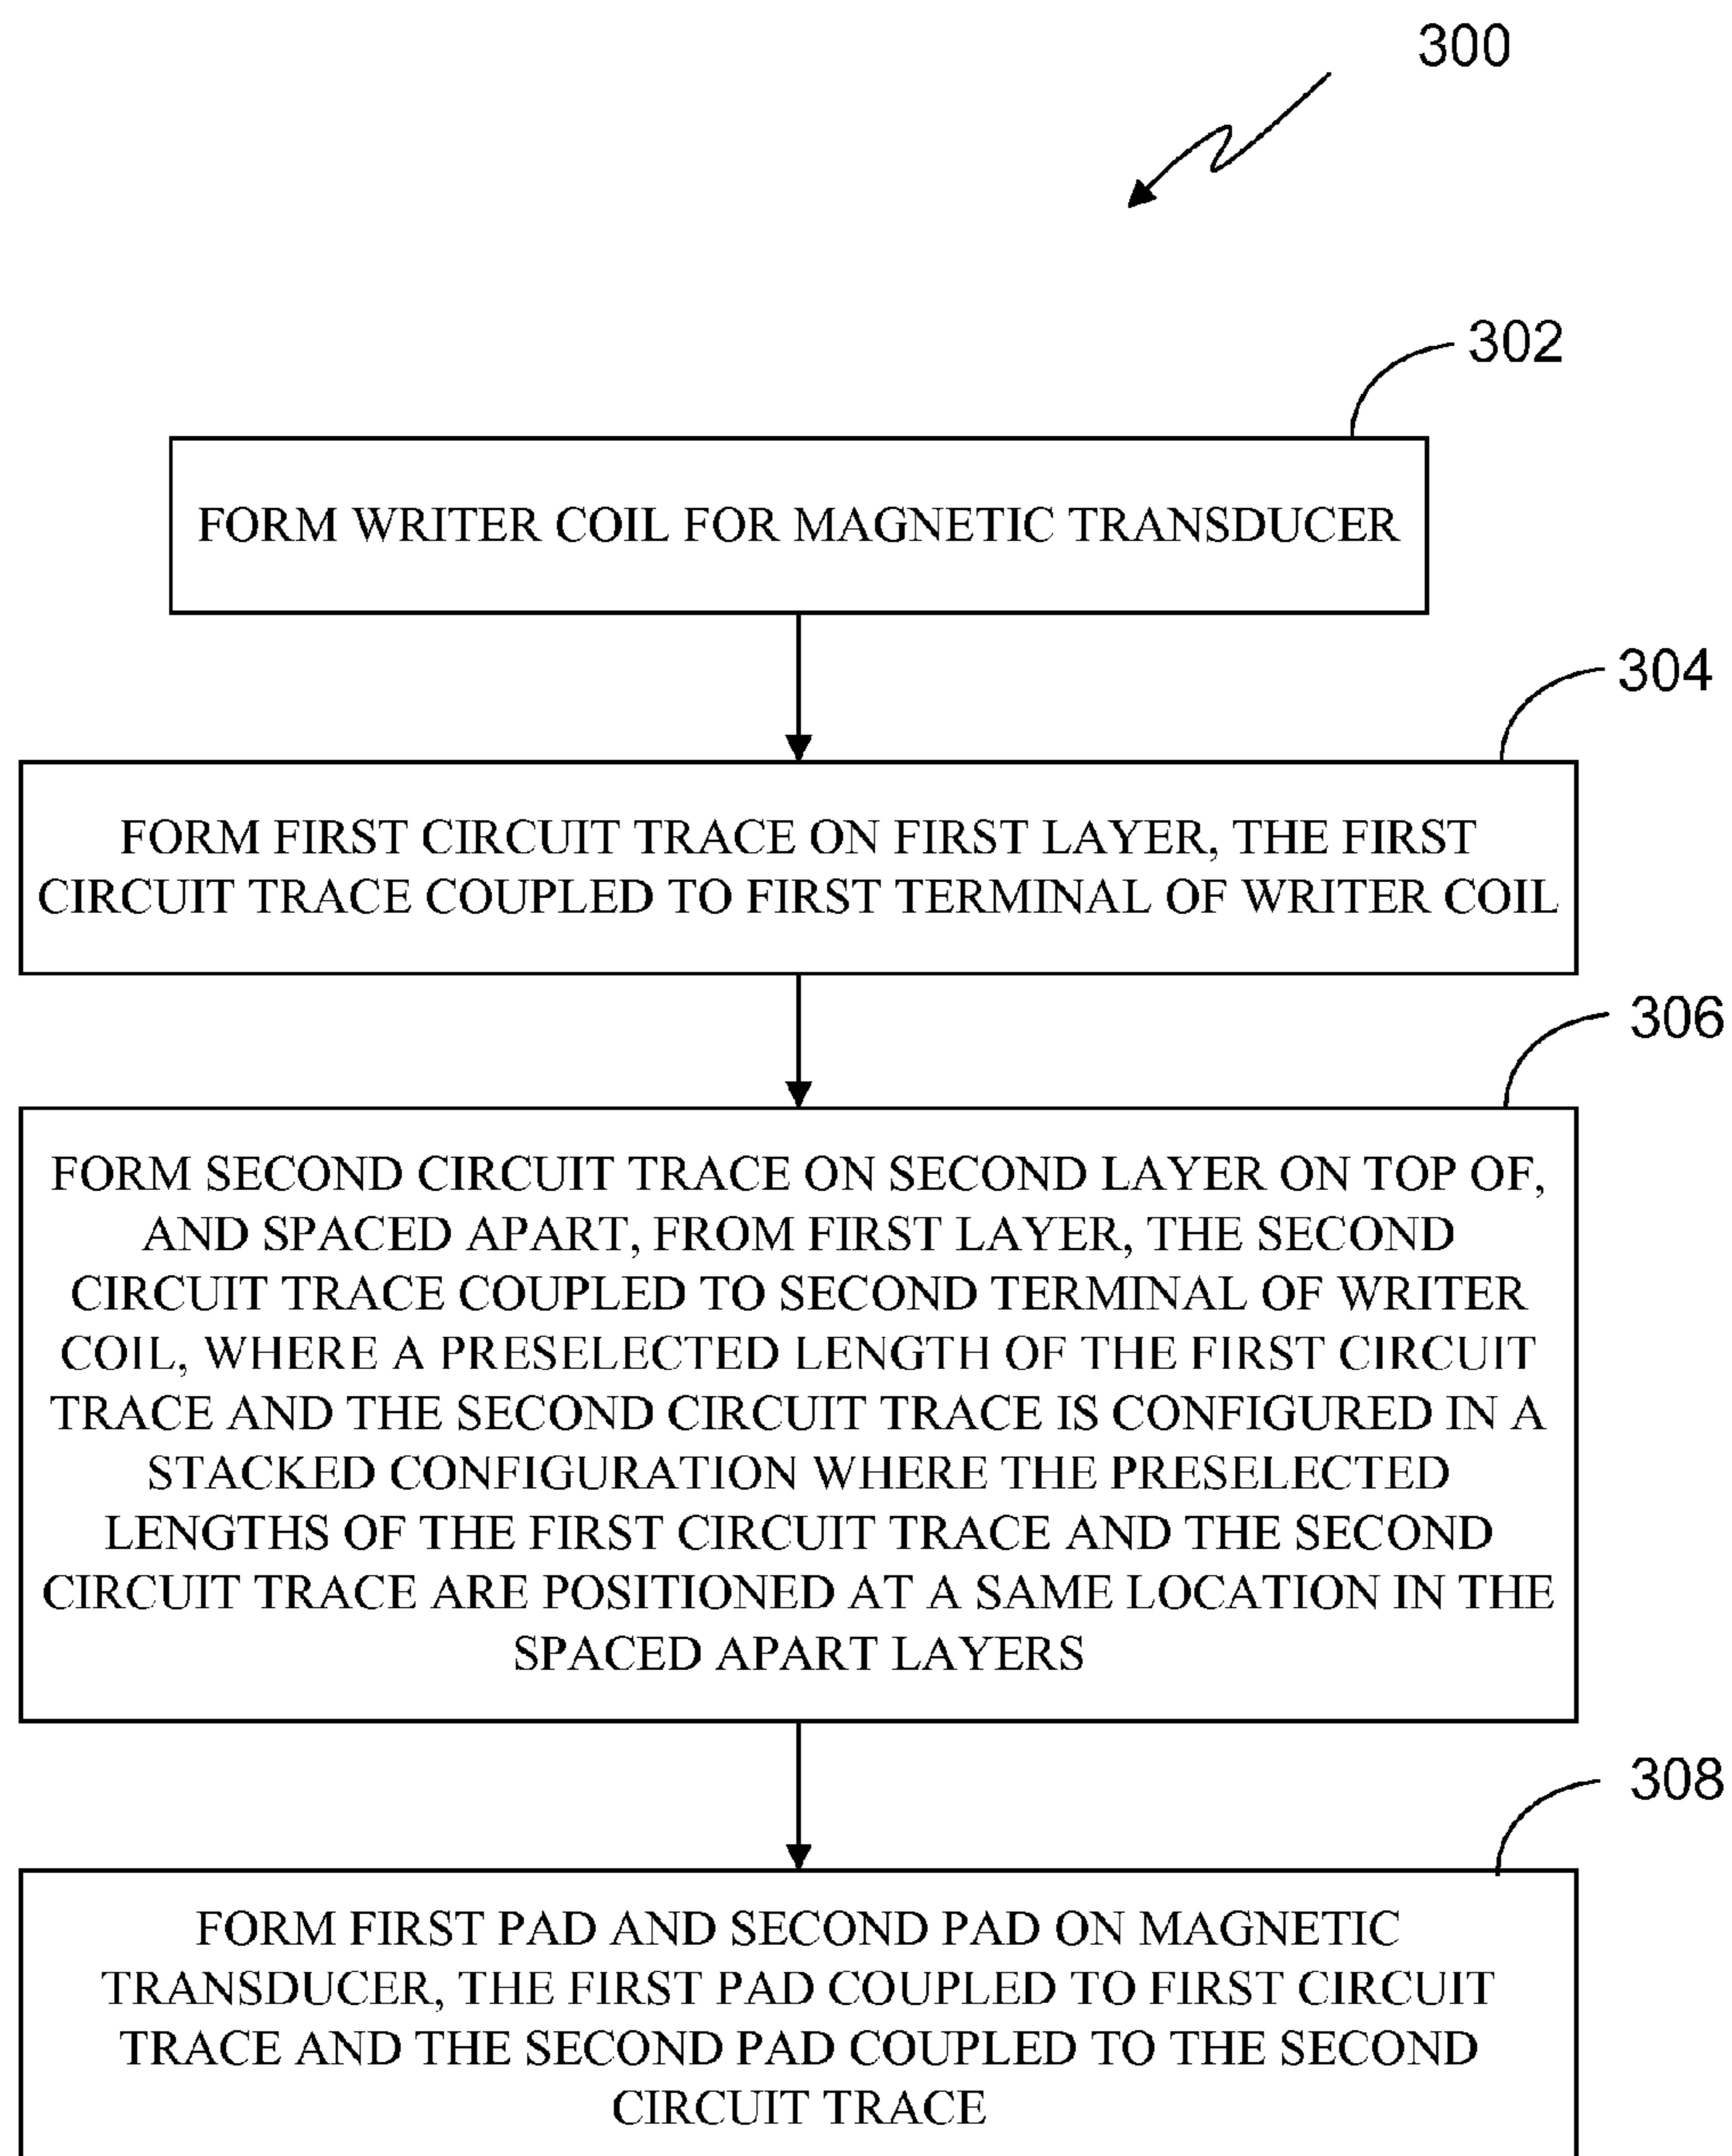 300
302
FORM WRITER COIL FOR MAGNETIC TRANSDUCER
304
FORM FIRST CIRCUIT TRACE ON FIRST LAYER, THE FIRST
CIRCUIT TRACE COUPLED TO FIRST TERMINAL OF WRITER COIL
306
FORM SECOND CIRCUIT TRACE ON SECOND LAYER ON TOP OF,
AND SPACED APART, FROM FIRST LAYER, THE SECOND
CIRCUIT TRACE COUPLED TO SECOND TERMINAL OF WRITER
COIL, WHERE A PRESELECTED LENGTH OF THE FIRST CIRCUIT
TRACE AND THE SECOND CIRCUIT TRACE IS CONFIGURED IN A
STACKED CONFIGURATION WHERE THE PRESELECTED
LENGTHS OF THE FIRST CIRCUIT TRACE AND THE SECOND
CIRCUIT TRACE ARE POSITIONED AT A SAME LOCATION IN THE
SPACED APART LAYERS
308
FORM FIRST PAD AND SECOND PAD ON MAGNETIC
TRANSDUCER, THE FIRST PAD COUPLED TO FIRST CIRCUIT
TRACE AND THE SECOND PAD COUPLED TO THE SECOND
CIRCUIT TRACE